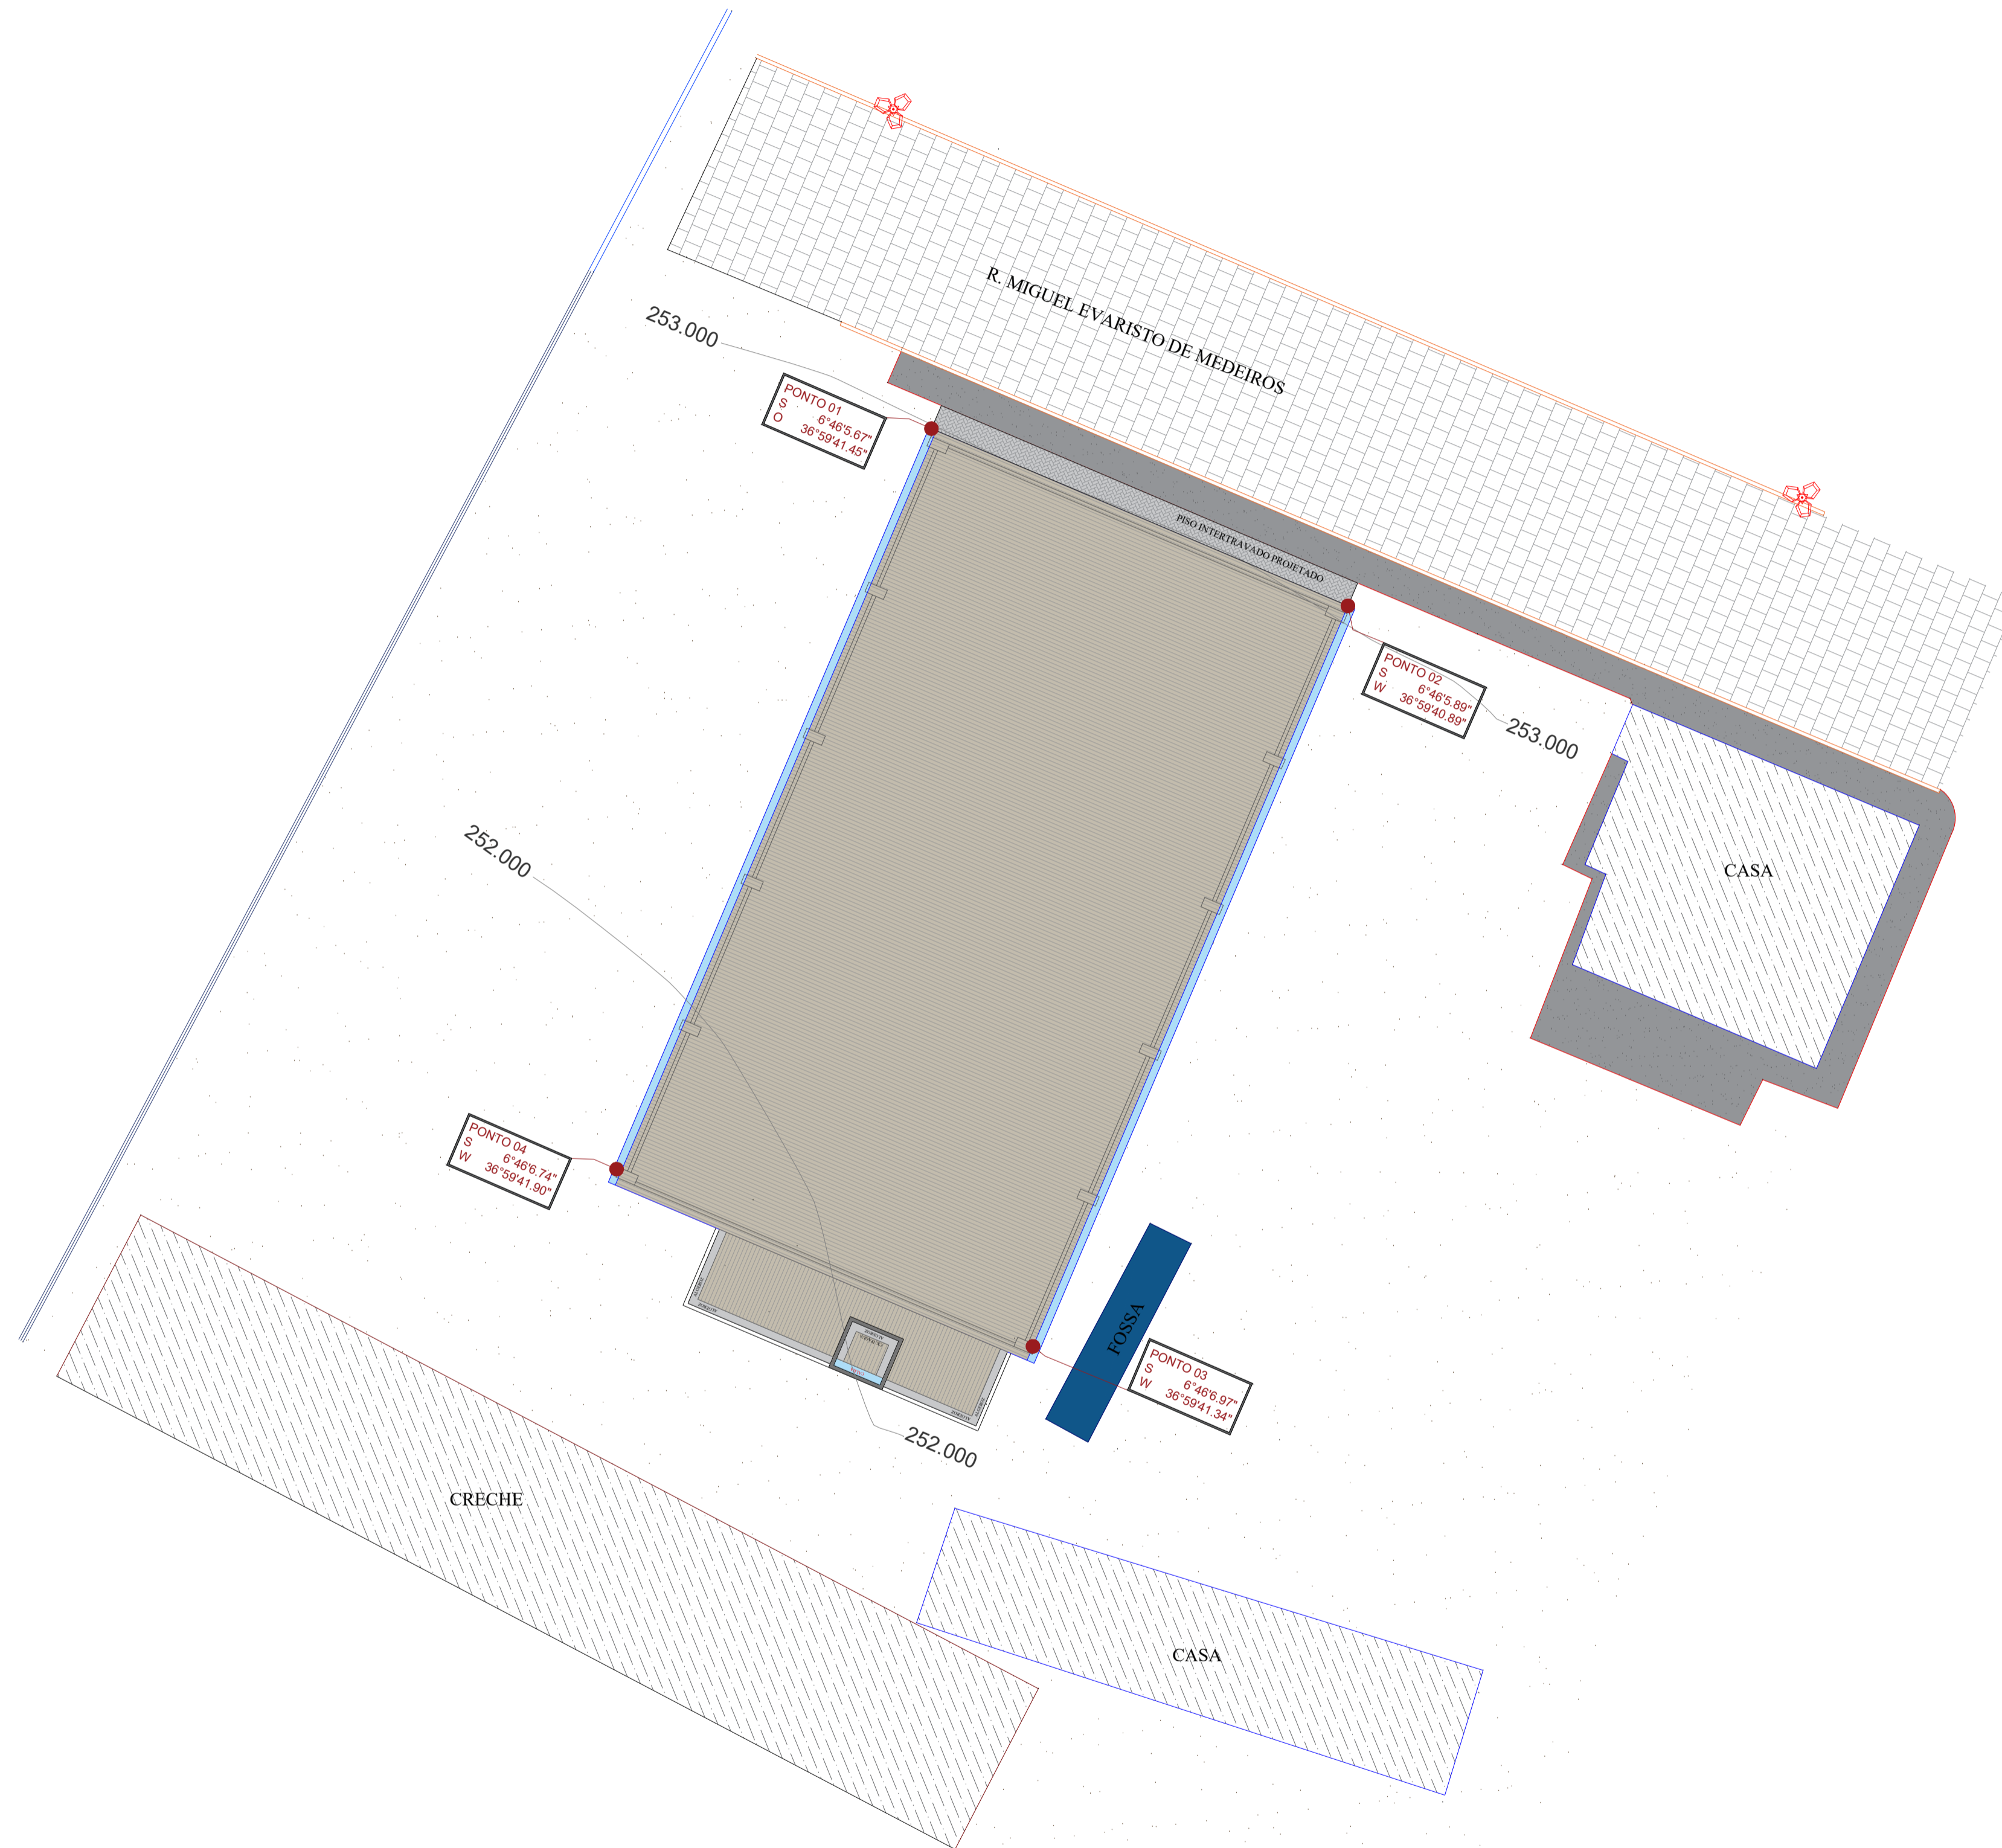 R. MIGUEL EVARISTO DE MEDEIROS
253.000
PONTO 01
S 6°46'5.67"
O 36°59'41.45"
PISO INTERTRAVADO PROJETADO
PONTO 02
S 6°46'5.89"
W 36°59'40.89"
253.000
252.000
CASA
PONTO 04
S 6°46'6.74"
W 36°59'41.90"
FOSSA
PONTO 03
S 6°46'6.97"
W 36°59'41.34"
252.000
CRECHE
CASA